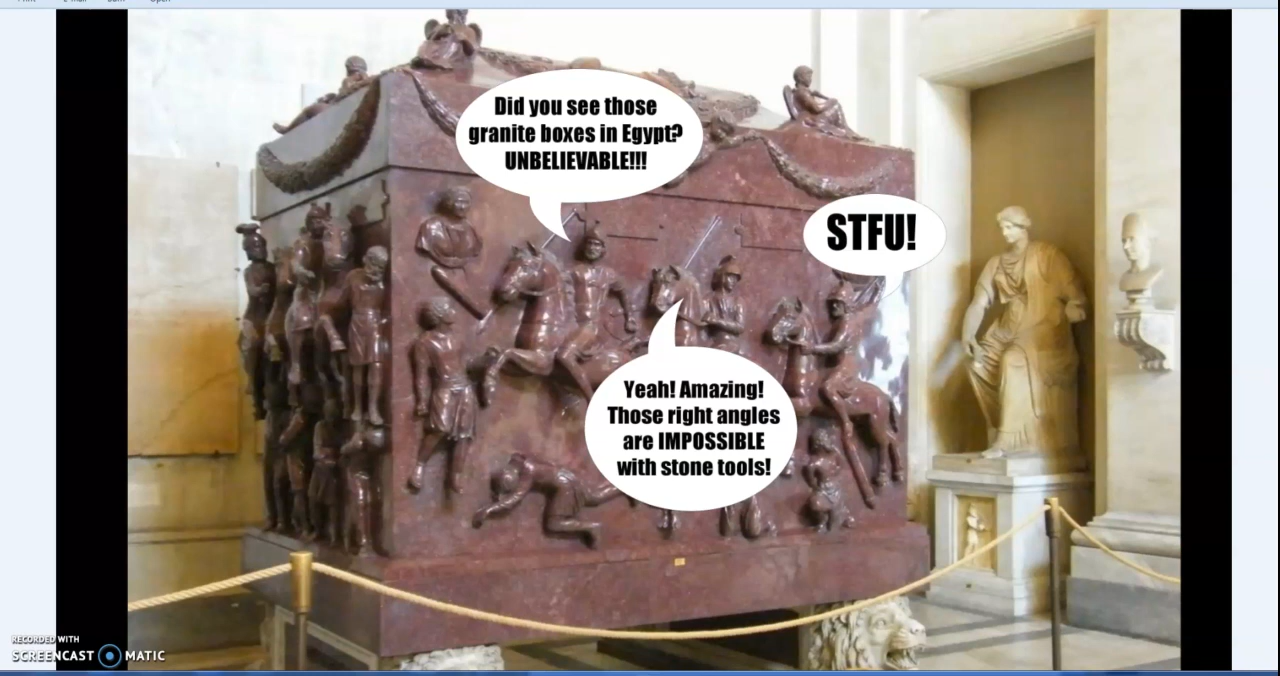 Did you see those
granite boxes in Egypt?
UNBELIEVABLE!!!
STFU!
Yeah! Amazing!
Those right angles
are IMPOSSIBLE
with stone tools!
RECORDED WITH
SCREENCAST MATIC